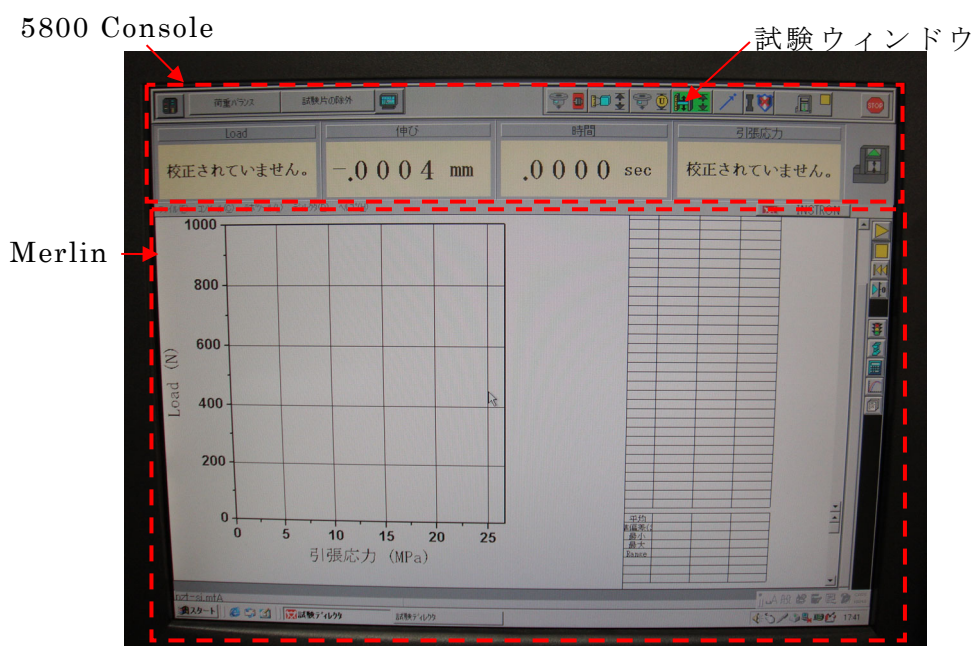 5800 Console
試験ウィンドウ
荷重バランス 試験片の除外
STOP
Load 伸び 時間 引張応力
校正されていません。 -.0004 mm .0000 sec 校正されていません。
INSTRON
Merlin
1000
800
600
400
200
0
Load (N)
0 5 10 15 20 25
引張応力 (MPa)
平均
最小
最大
Range
スタート 試験ディレクタ 試験ディレクタ 17:41